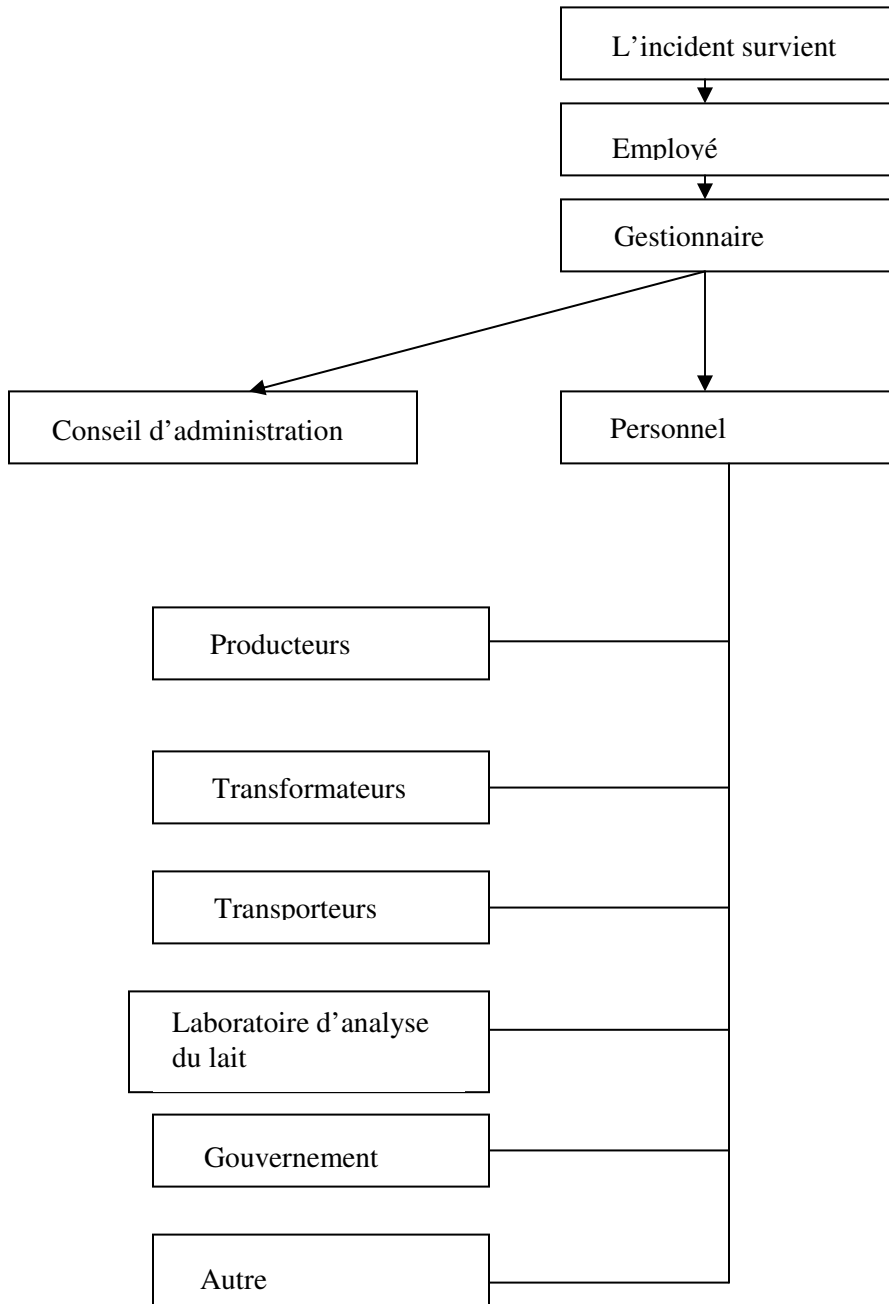 L’incident survient
Employé
Gestionnaire
Conseil d’administration
Personnel
Producteurs
Transformateurs
Transporteurs
Laboratoire d’analyse
du lait
Gouvernement
Autre